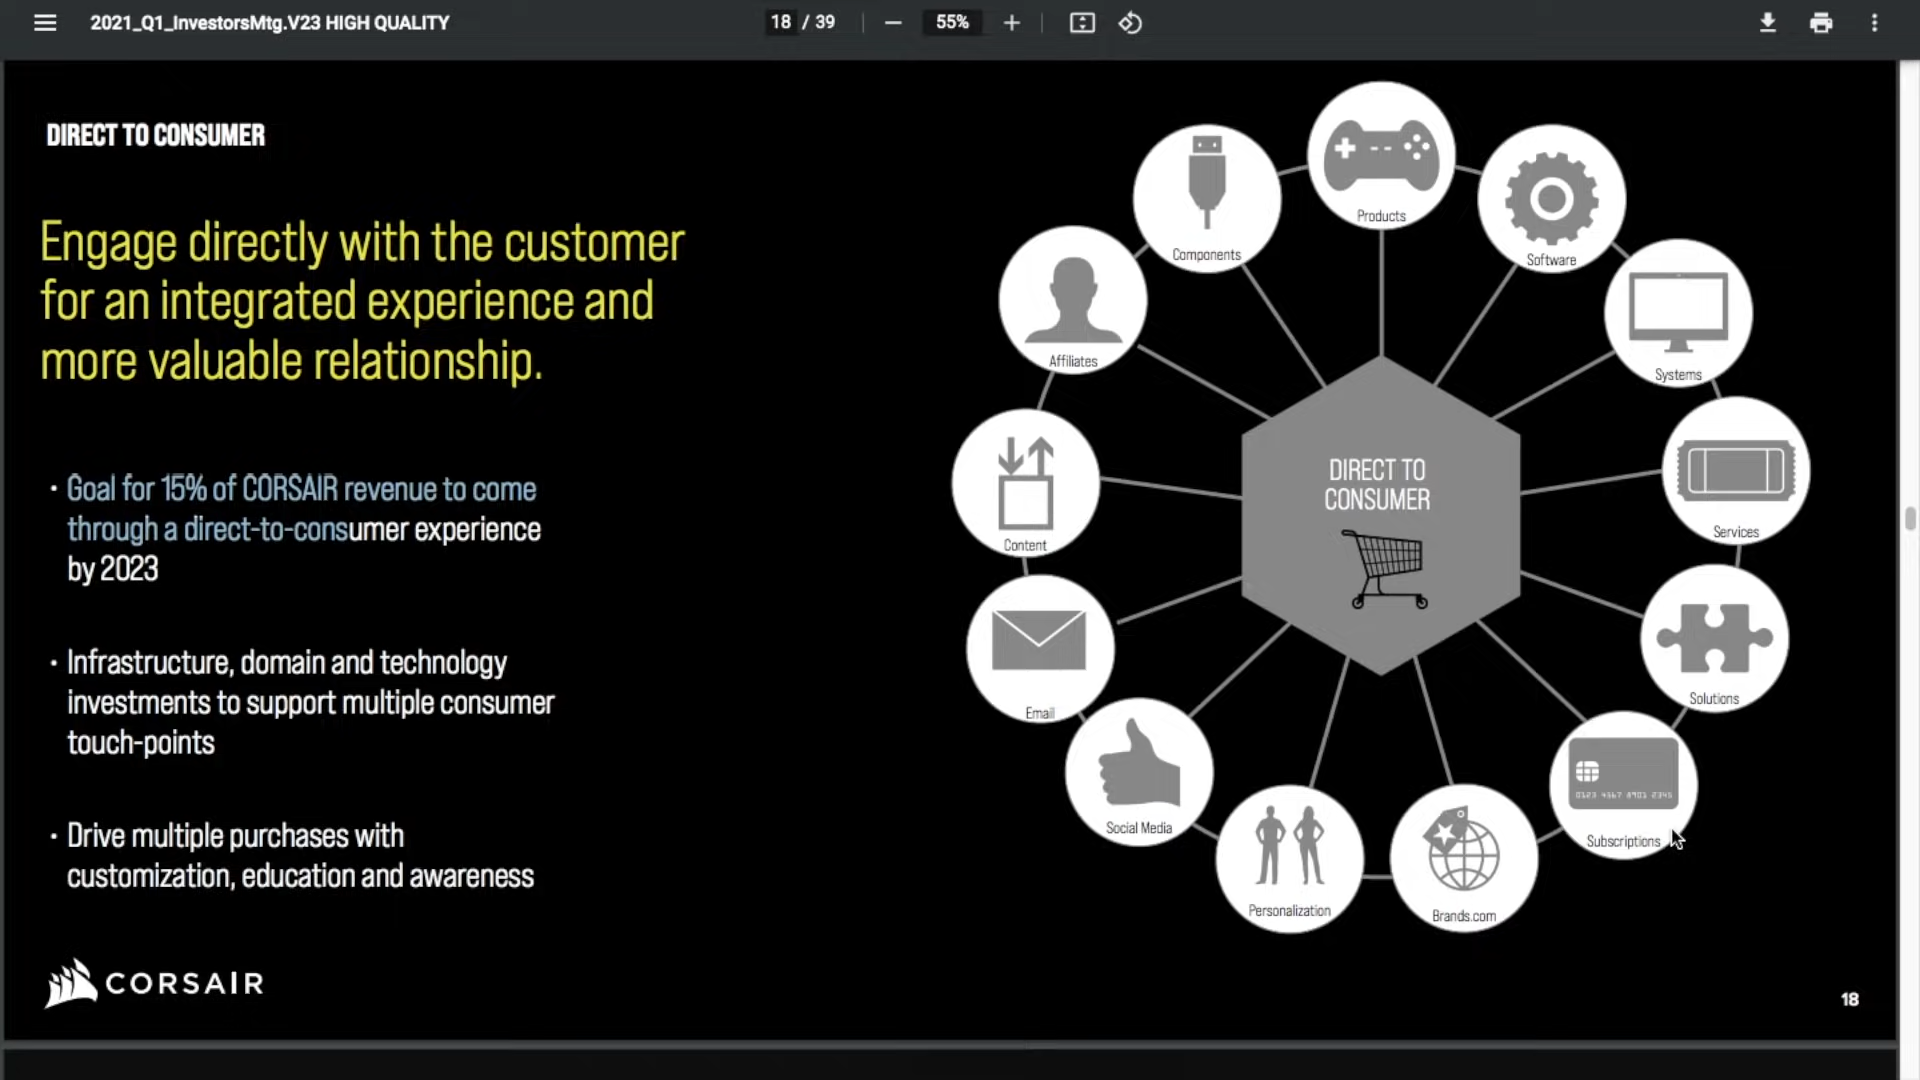 2021_Q1_InvestorsMtg.V23 HIGH QUALITY
18 / 39
55%
DIRECT TO CONSUMER
Engage directly with the customer
for an integrated experience and
more valuable relationship.
· Goal for 15% of CORSAIR revenue to come
through a direct-to-consumer experience
by 2023
· Infrastructure, domain and technology
investments to support multiple consumer
touch-points
· Drive multiple purchases with
customization, education and awareness
CORSAIR
Products
Software
Systems
Services
Solutions
0123 4567 8901 2345
Subscriptions
Brands.com
Personalization
Social Media
Email
Content
Affiliates
Components
DIRECT TO
CONSUMER
18